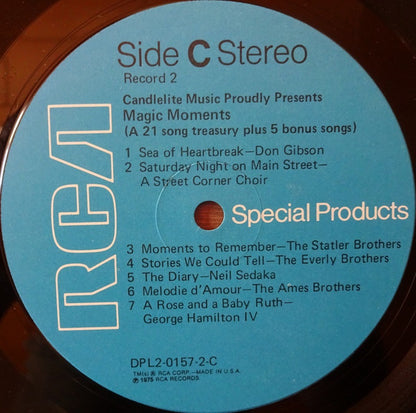 Side C Stereo
Record 2
Candlelite Music Proudly Presents
Magic Moments
(A 21 song treasury plus 5 bonus songs)
1 Sea of Heartbreak—Don Gibson
2 Saturday Night on Main Street—
A Street Corner Choir
RCA
Special Products
3 Moments to Remember—The Statler Brothers
4 Stories We Could Tell—The Everly Brothers
5 The Diary—Neil Sedaka
6 Melodie d'Amour—The Ames Brothers
7 A Rose and a Baby Ruth—
George Hamilton IV
DPL2-0157-2-C
TM(s) ® RCA CORP.—MADE IN U.S.A.
℗ 1975 RCA RECORDS.